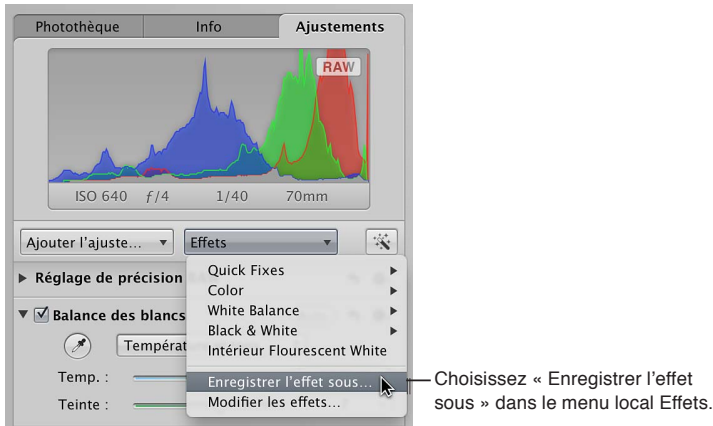 Photothèque Info Ajustements
RAW
ISO 640 ƒ/4 1/40 70mm
Ajouter l'ajuste... Effets
Réglage de précision
Quick Fixes
Color
Balance des blancs
White Balance
Black & White
Températ
Intérieur Flourescent White
Temp. :
Enregistrer l'effet sous...
Teinte :
Modifier les effets...
Choisissez « Enregistrer l'effet
sous » dans le menu local Effets.